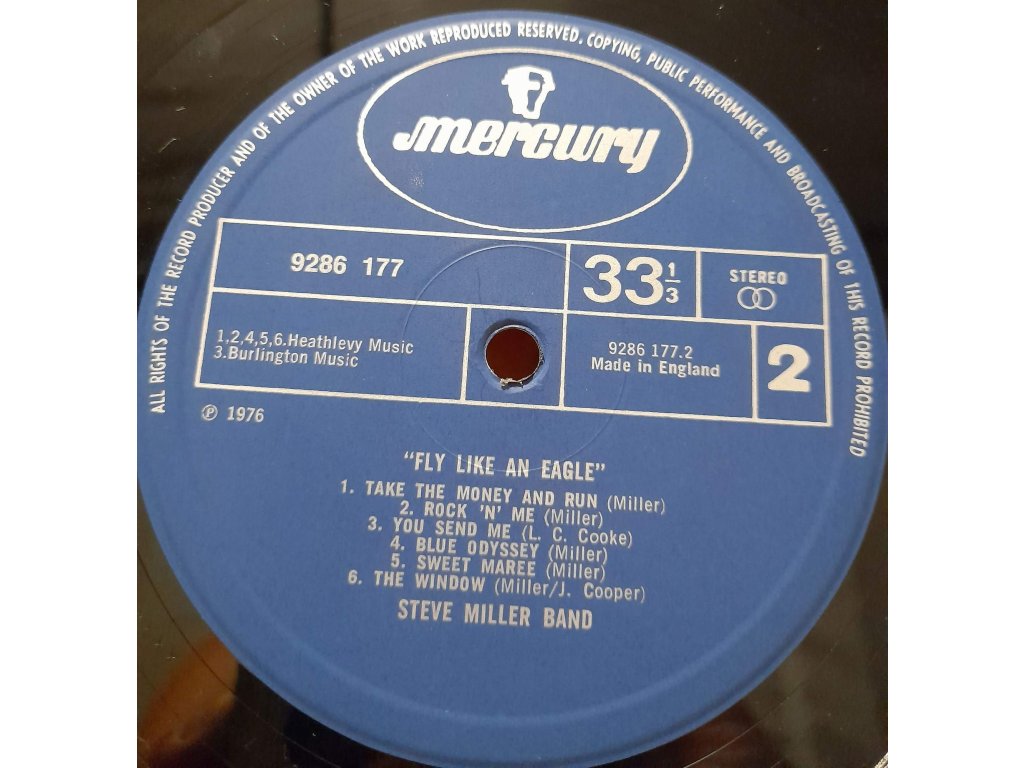 ALL RIGHTS OF THE RECORD PRODUCER AND OF THE OWNER OF THE WORK REPRODUCED RESERVED. COPYING, PUBLIC PERFORMANCE AND BROADCASTING OF THIS RECORD PROHIBITED
mercury
9286 177
33 1/3
STEREO
1,2,4,5,6.Heathlevy Music
3.Burlington Music
9286 177.2
Made in England
2
℗ 1976
"FLY LIKE AN EAGLE"
1. TAKE THE MONEY AND RUN (Miller)
2. ROCK 'N' ME (Miller)
3. YOU SEND ME (L. C. Cooke)
4. BLUE ODYSSEY (Miller)
5. SWEET MAREE (Miller)
6. THE WINDOW (Miller/J. Cooper)
STEVE MILLER BAND